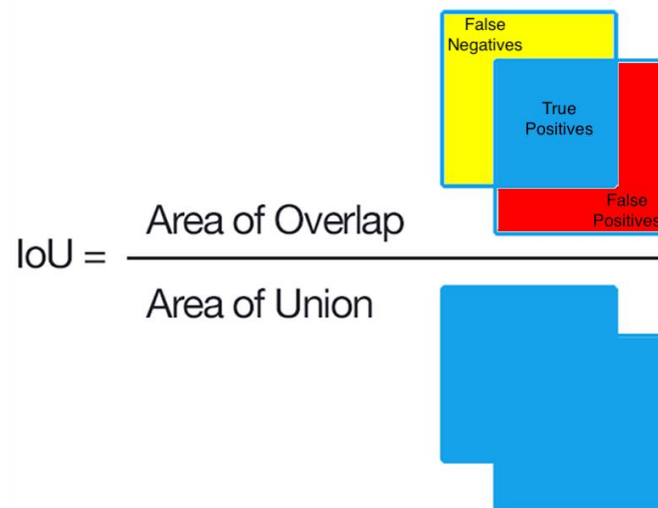 False
Negatives
True
Positives
False
Positives
IoU =
Area of Overlap
Area of Union